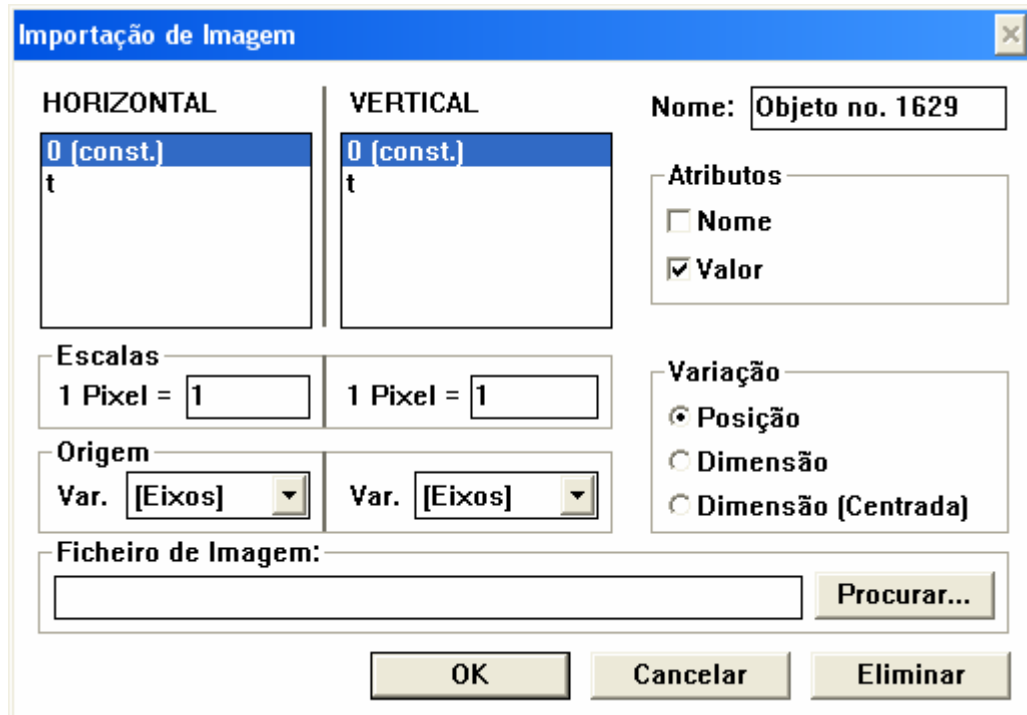 Importação de Imagem
HORIZONTAL
0 (const.)
t
VERTICAL
0 (const.)
t
Nome: Objeto no. 1629
Atributos
Nome
Valor
Escalas
1 Pixel = 1
1 Pixel = 1
Variação
Posição
Dimensão
Dimensão (Centrada)
Origem
Var. [Eixos]
Var. [Eixos]
Ficheiro de Imagem:
Procurar...
OK
Cancelar
Eliminar